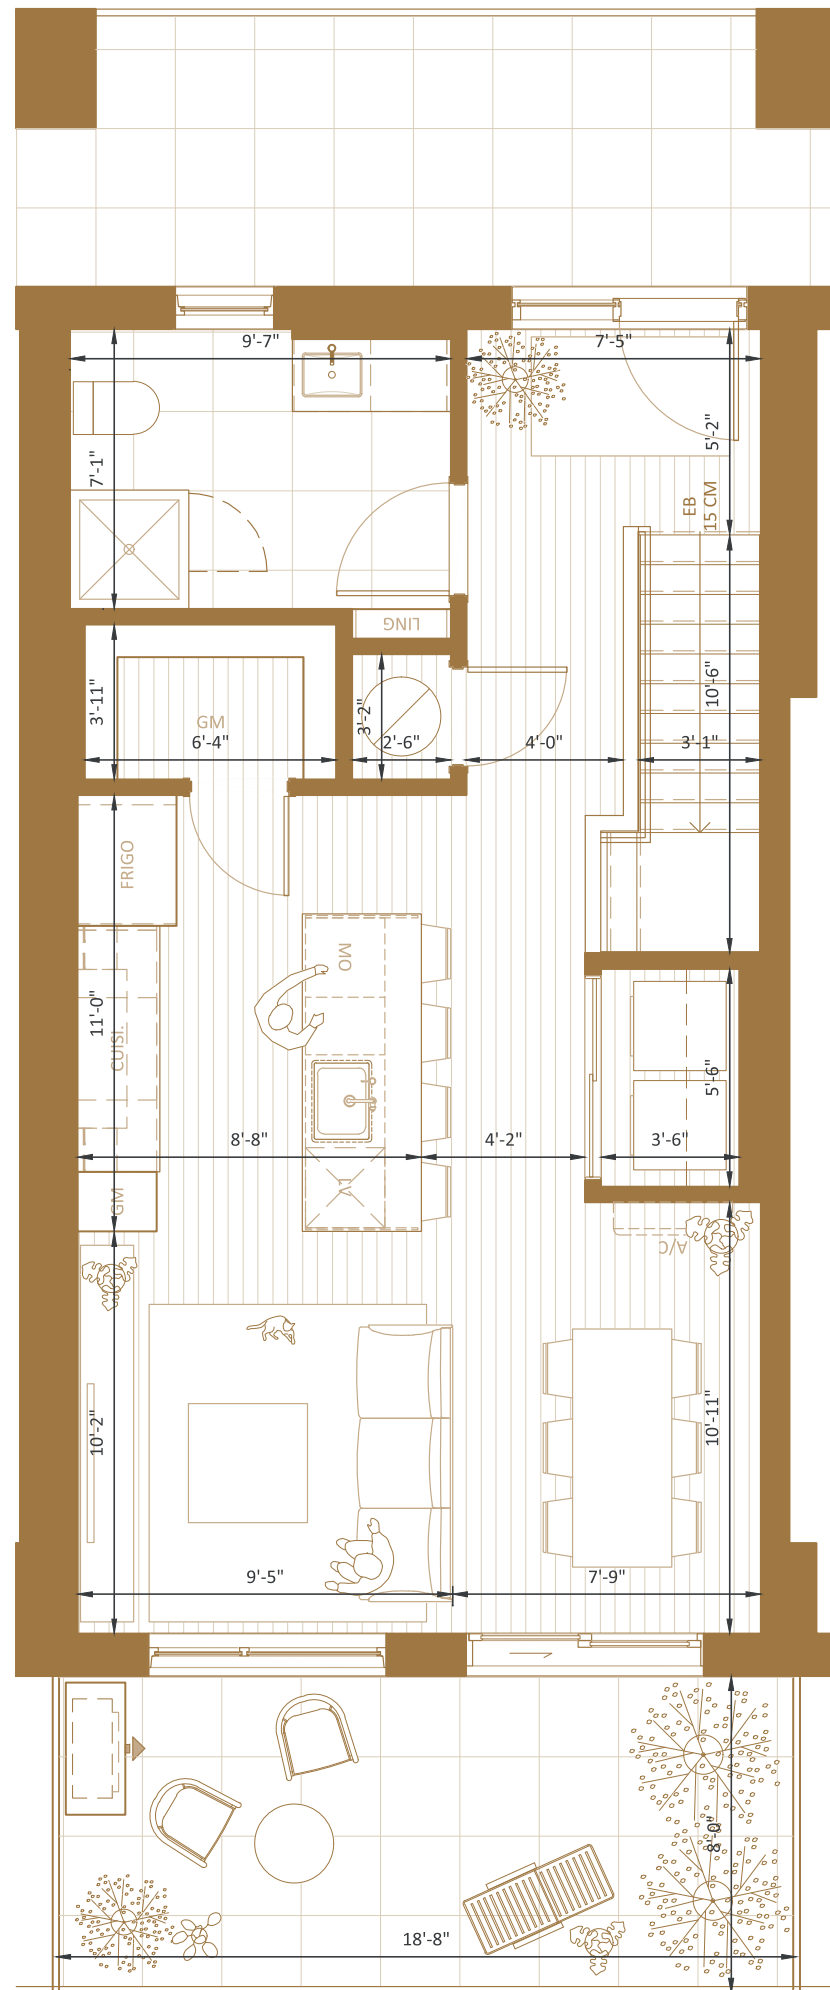 9'-7"
7'-5"
5'-2"
7'-1"
EB
15 CM
LING
3'-11"
GM
6'-4"
3'-2"
2'-6"
4'-0"
10'-6"
3'-1"
FRIGO
MO
11'-0"
CUISI.
5'-6"
8'-8"
4'-2"
3'-6"
LV
GM
A/C
10'-2"
10'-11"
9'-5"
7'-9"
8'-0"
18'-8"